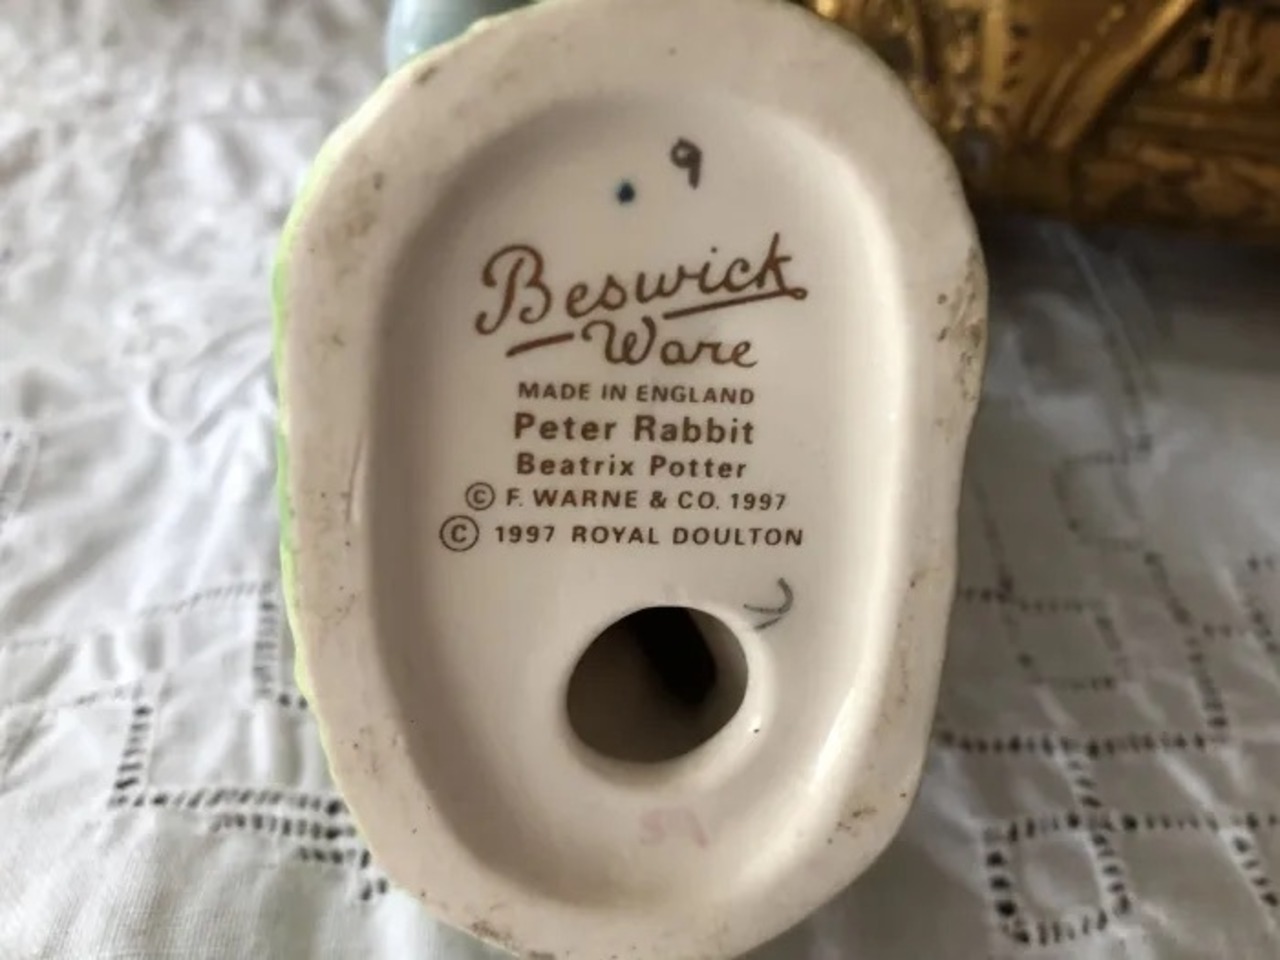 9
Beswick
Ware
MADE IN ENGLAND
Peter Rabbit
Beatrix Potter
© F. WARNE & CO. 1997
© 1997 ROYAL DOULTON